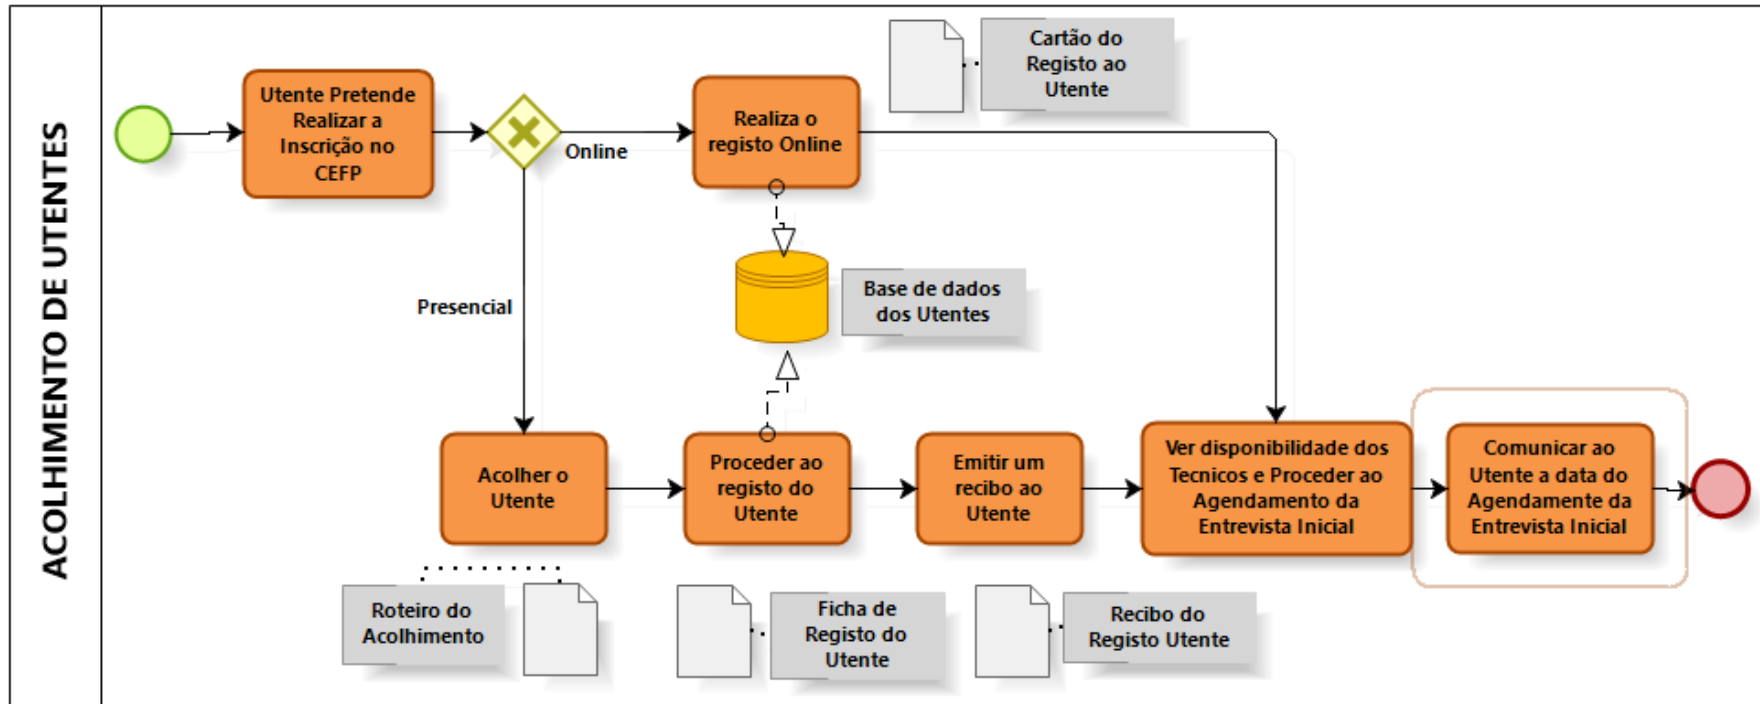 ACOLHIMENTO DE UTENTES
Utente Pretende
Realizar a
Inscrição no
CEFP
Online
Presencial
Realiza o
registo Online
Cartão do
Registo ao
Utente
Base de dados
dos Utentes
Acolher o
Utente
Proceder ao
registo do
Utente
Emitir um
recibo ao
Utente
Ver disponibilidade dos
Tecnicos e Proceder ao
Agendamento da
Entrevista Inicial
Comunicar ao
Utente a data do
Agendamente da
Entrevista Inicial
Roteiro do
Acolhimento
Ficha de
Registo do
Utente
Recibo do
Registo Utente